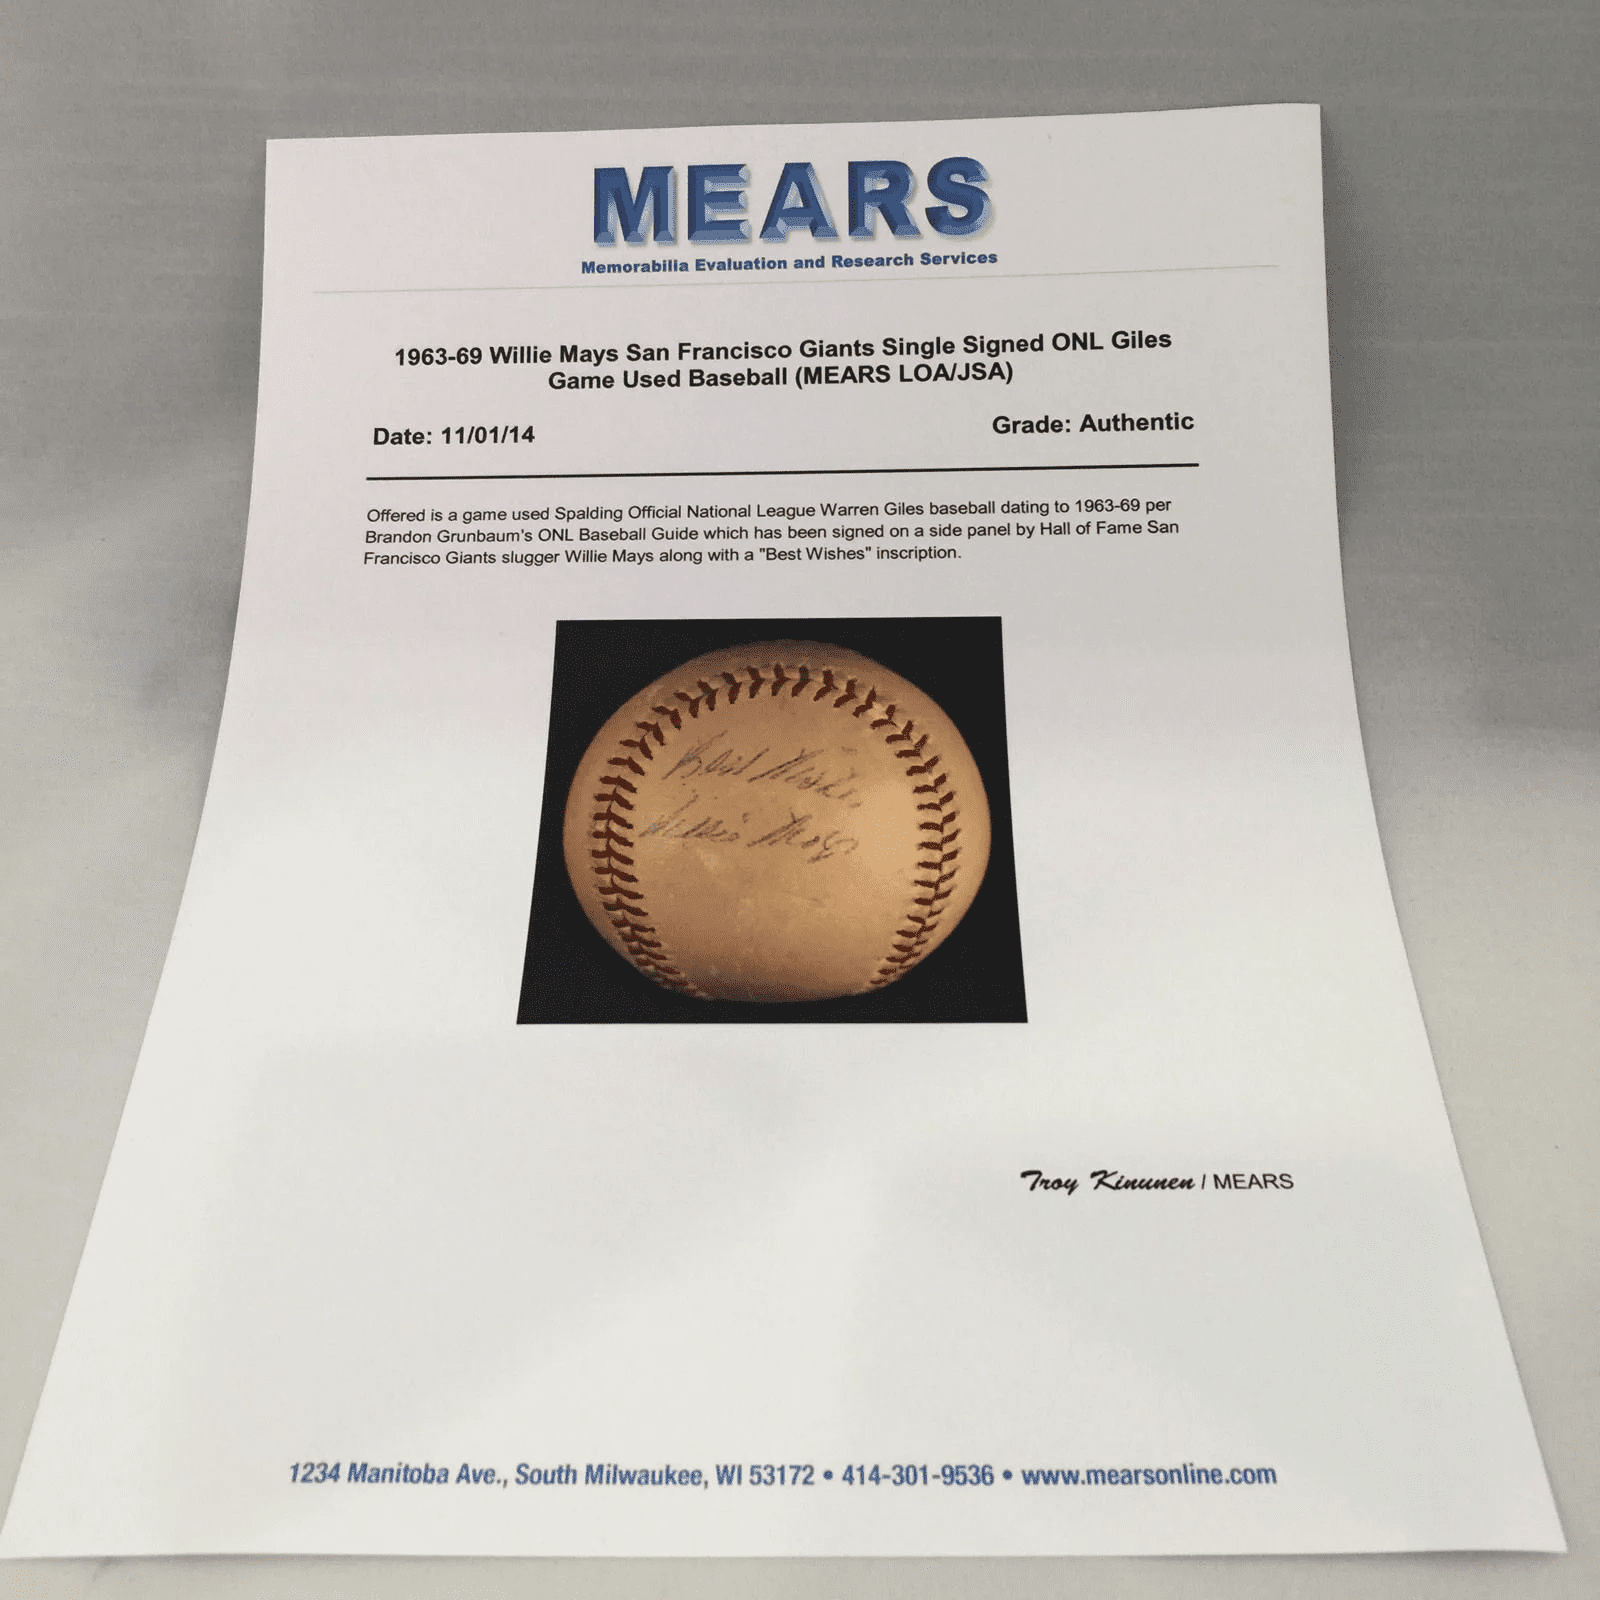 MEARS
Memorabilia Evaluation and Research Services
1963-69 Willie Mays San Francisco Giants Single Signed ONL Giles
Game Used Baseball (MEARS LOA/JSA)
Date: 11/01/14
Grade: Authentic
Offered is a game used Spalding Official National League Warren Giles baseball dating to 1963-69 per
Brandon Grunbaum's ONL Baseball Guide which has been signed on a side panel by Hall of Fame San
Francisco Giants slugger Willie Mays along with a "Best Wishes" inscription.
Best Wishes
Willie Mays
Troy Kinunen / MEARS
1234 Manitoba Ave., South Milwaukee, WI 53172 • 414-301-9536 • www.mearsonline.com